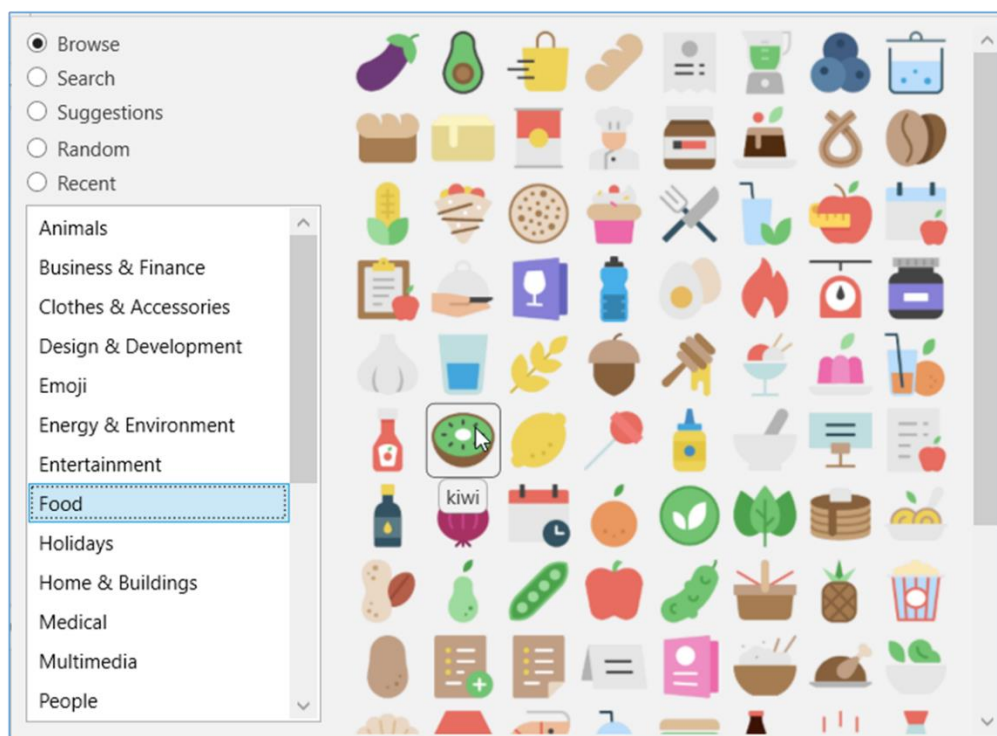 Browse
Search
Suggestions
Random
Recent
Animals
Business & Finance
Clothes & Accessories
Design & Development
Emoji
Energy & Environment
Entertainment
Food
Holidays
Home & Buildings
Medical
Multimedia
People
kiwi